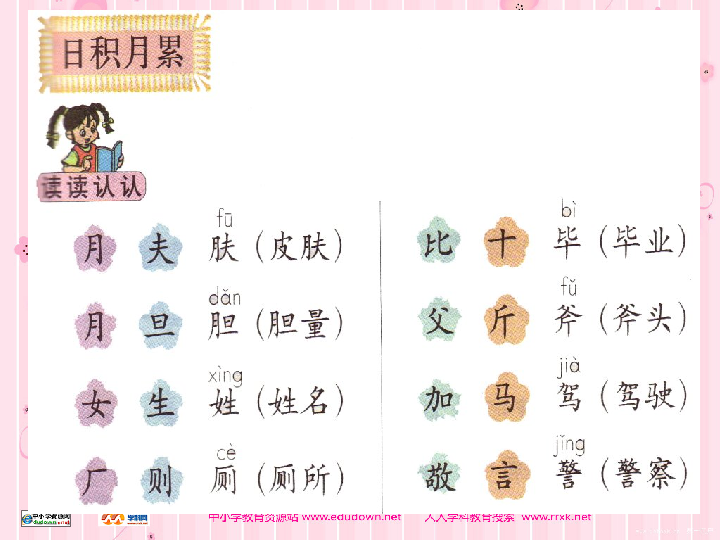 日积月累
读读认认
fū
月 夫 肤（皮肤）
dǎn
月 旦 胆（胆量）
xìng
女 生 姓（姓名）
cè
厂 则 厕（厕所）
bì
比 十 毕（毕业）
fǔ
父 斤 斧（斧头）
jià
加 马 驾（驾驶）
jǐng
敬 言 警（警察）
中小学教育资源站 www.edudown.net 人人学科教育搜索 www.rrxk.net